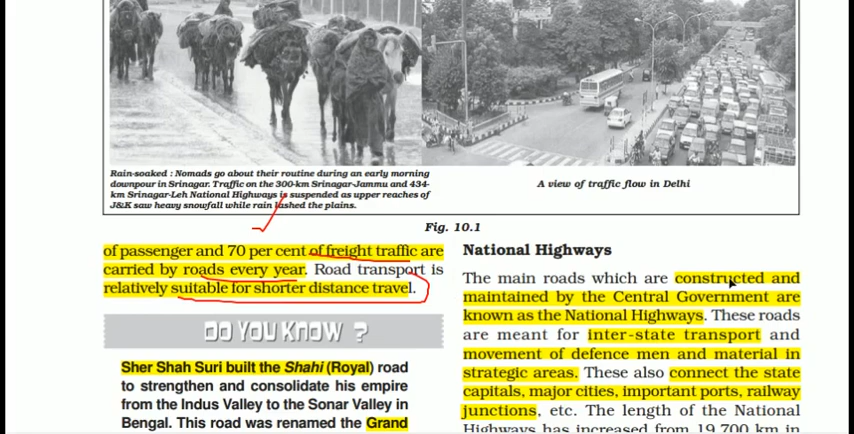 Rain-soaked : Nomads go about their routine during an early morning
downpour in Srinagar. Traffic on the 300-km Srinagar-Jammu and 434-
km Srinagar-Leh National Highways is suspended as upper reaches of
J&K saw heavy snowfall while rain lashed the plains.
A view of traffic flow in Delhi
Fig. 10.1
of passenger and 70 per cent of freight traffic are
carried by roads every year. Road transport is
relatively suitable for shorter distance travel.
DO YOU KNOW ?
Sher Shah Suri built the Shahi (Royal) road
to strengthen and consolidate his empire
from the Indus Valley to the Sonar Valley in
Bengal. This road was renamed the Grand
National Highways
The main roads which are constructed and
maintained by the Central Government are
known as the National Highways. These roads
are meant for inter-state transport and
movement of defence men and material in
strategic areas. These also connect the state
capitals, major cities, important ports, railway
junctions, etc. The length of the National
Highways has increased from 19,700 km in